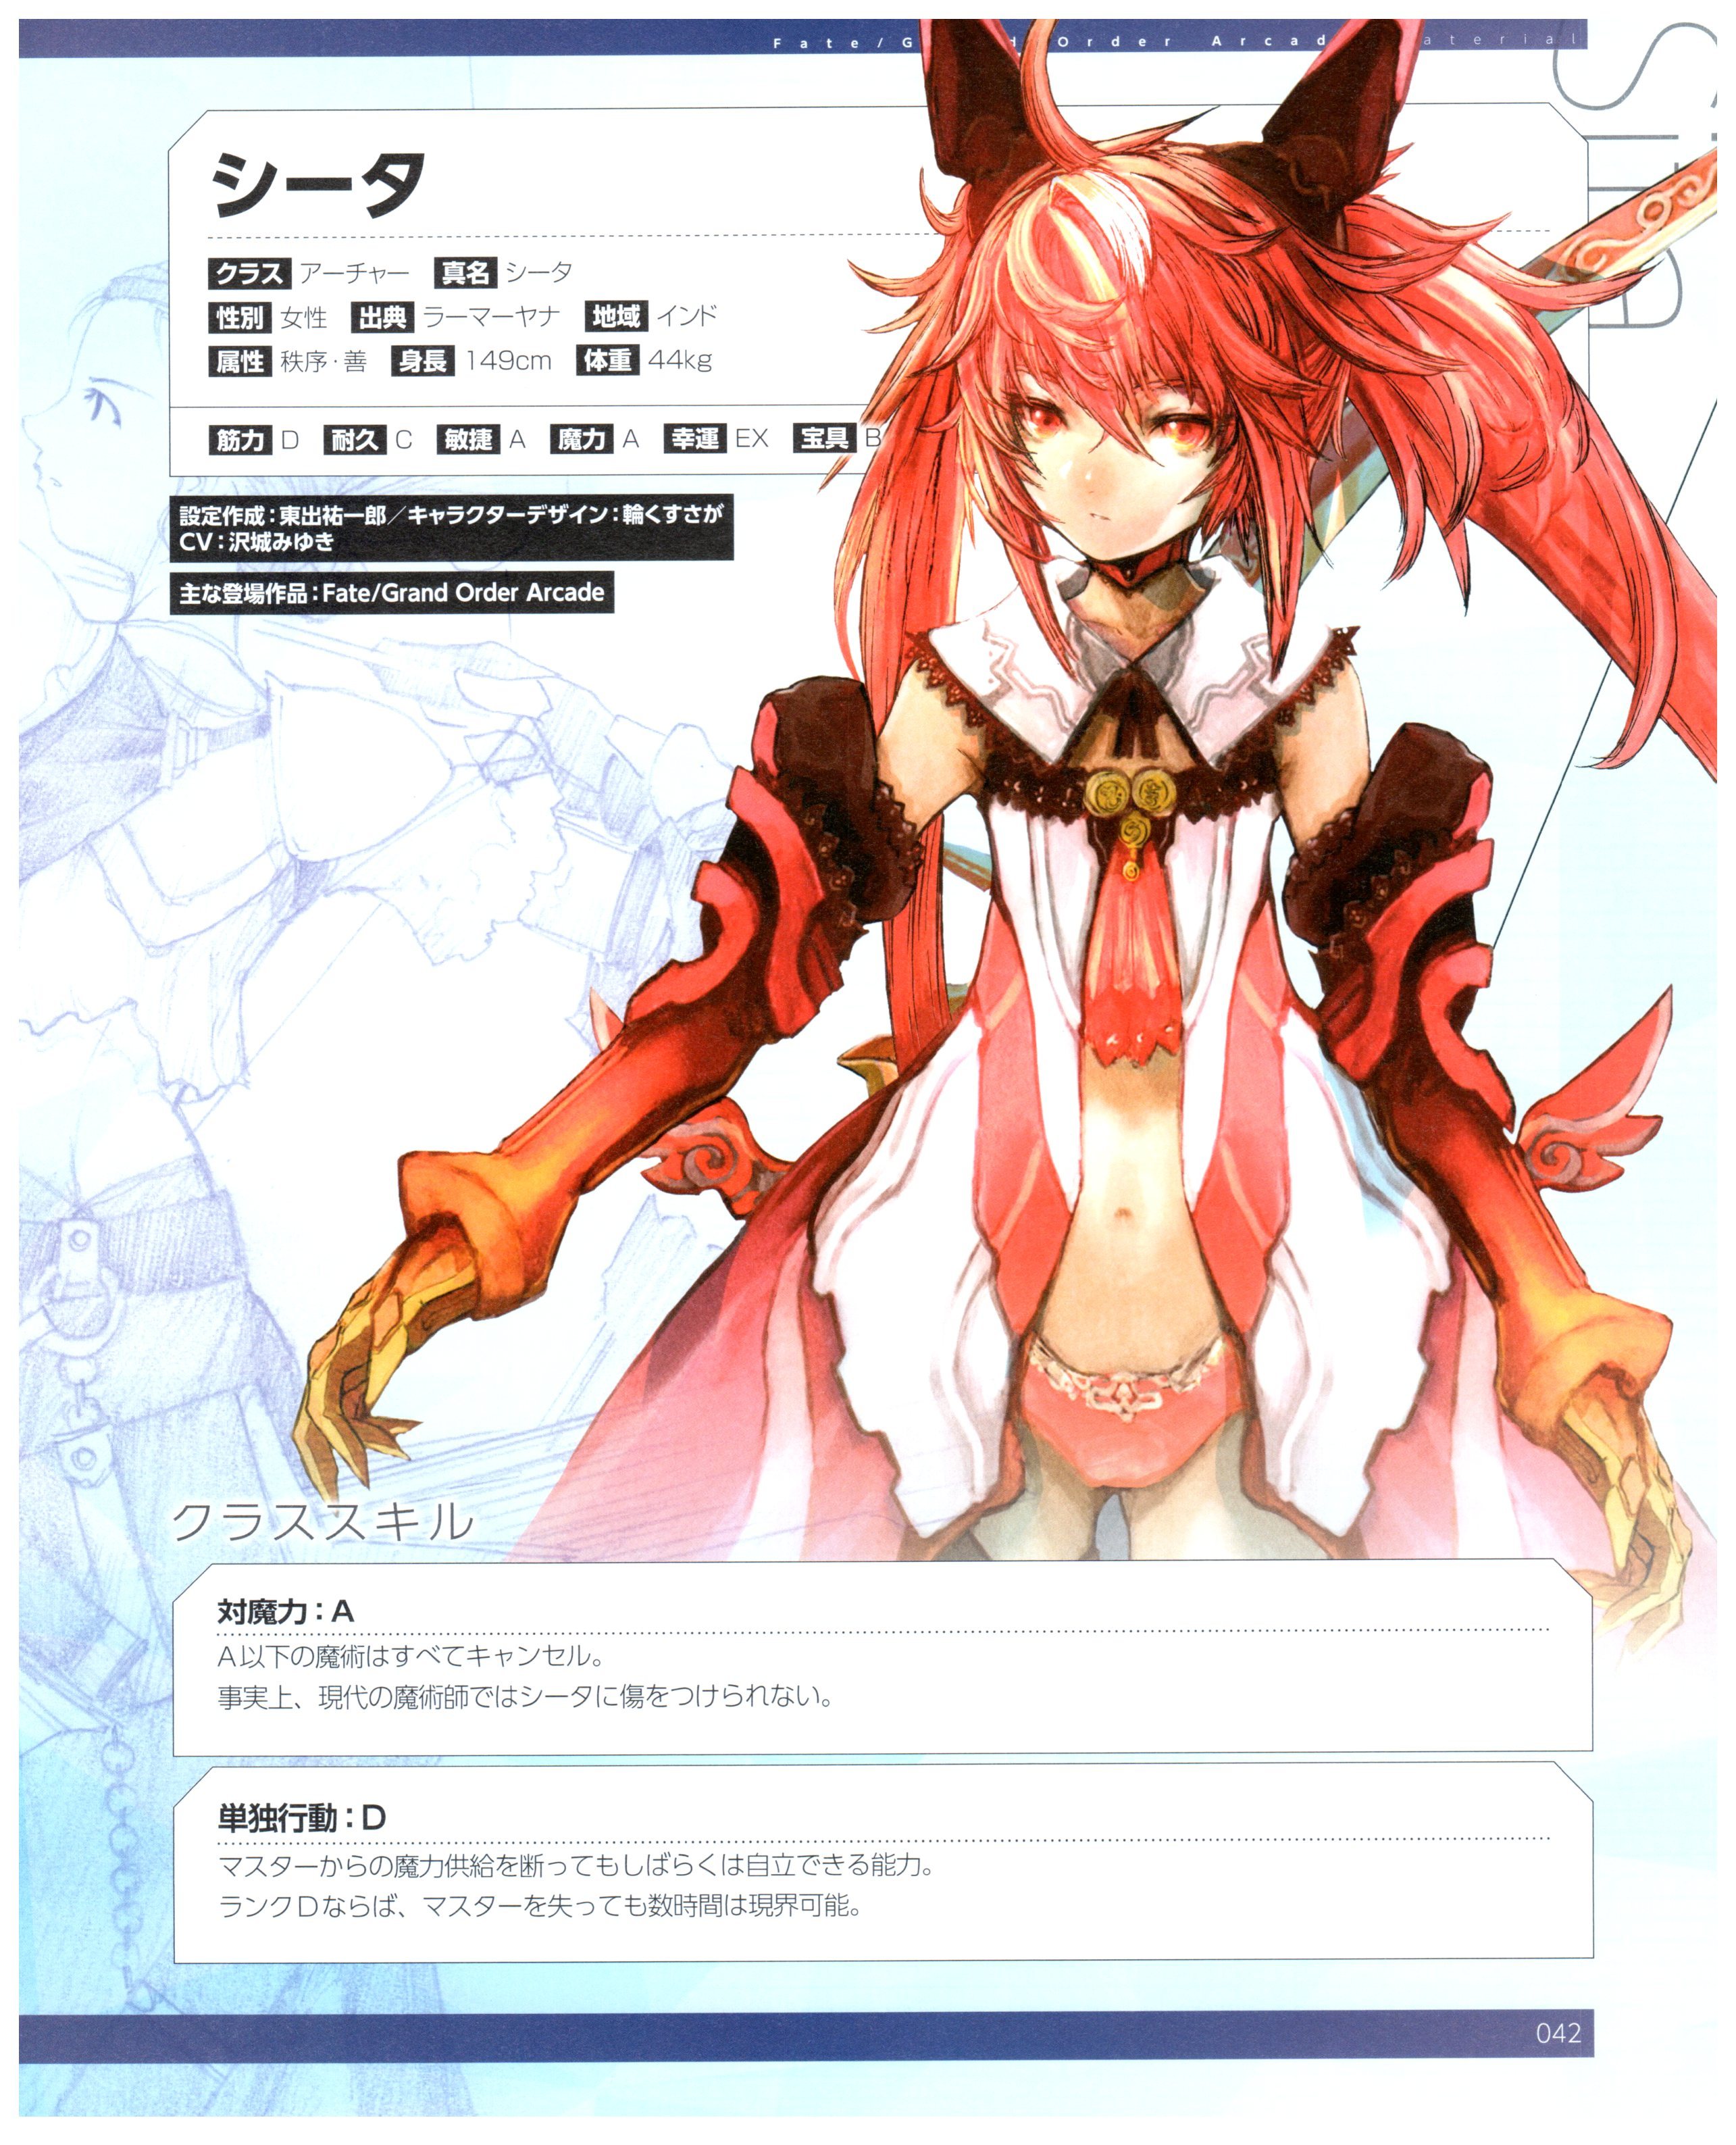 Fate/G Order Arcad aterial
シータ
クラス アーチャー 真名 シータ
性別 女性 出典 ラーマーヤナ 地域 インド
属性 秩序・善 身長 149cm 体重 44kg
筋力 D 耐久 C 敏捷 A 魔力 A 幸運 EX 宝具 B
設定作成：東出祐一郎／キャラクターデザイン：輪くすさが
CV：沢城みゆき
主な登場作品：Fate/Grand Order Arcade
クラススキル
対魔力：A
A以下の魔術はすべてキャンセル。
事実上、現代の魔術師ではシータに傷をつけられない。
単独行動：D
マスターからの魔力供給を断ってもしばらくは自立できる能力。
ランクDならば、マスターを失っても数時間は現界可能。
042